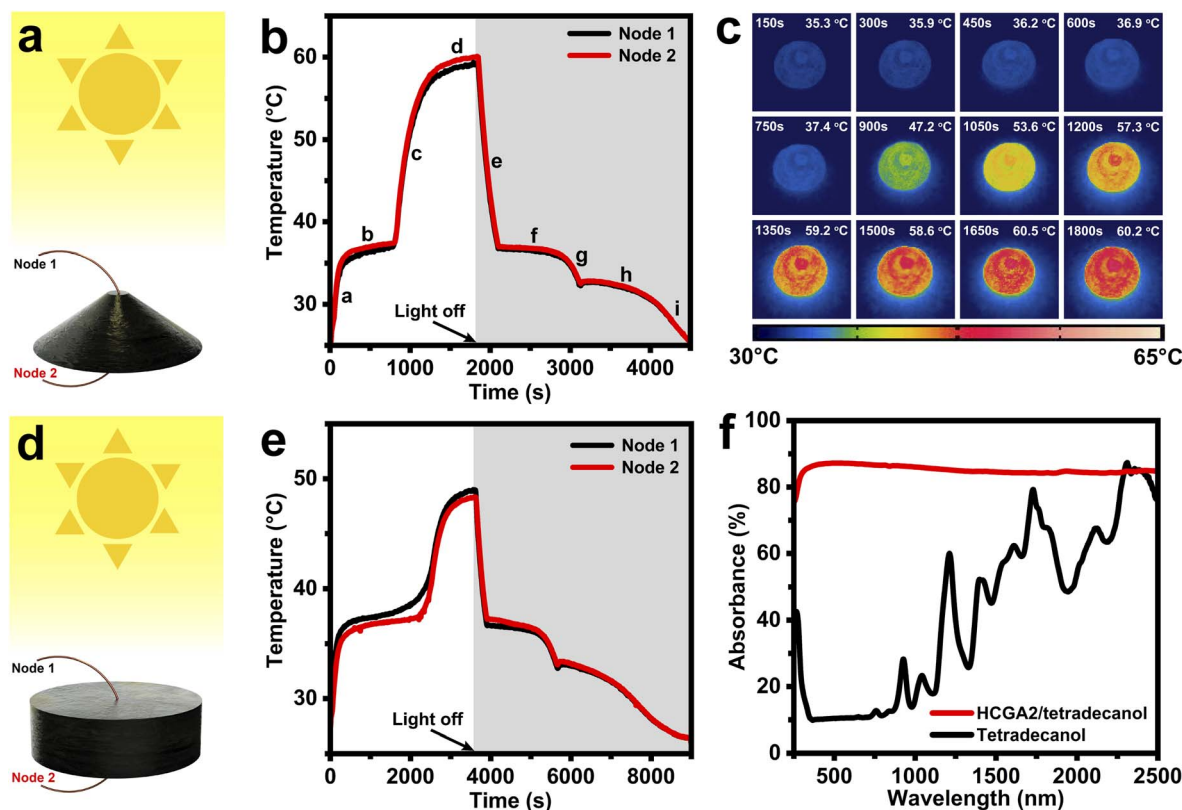 a
Node 1
Node 2
b
Temperature (°C)
60
50
40
30
a
b
c
d
e
f
g
h
i
Node 1
Node 2
Light off
0
1000
2000
3000
4000
Time (s)
c
150s 35.3 °C
300s 35.9 °C
450s 36.2 °C
600s 36.9 °C
750s 37.4 °C
900s 47.2 °C
1050s 53.6 °C
1200s 57.3 °C
1350s 59.2 °C
1500s 58.6 °C
1650s 60.5 °C
1800s 60.2 °C
30°C
65°C
d
Node 1
Node 2
e
Temperature (°C)
50
40
30
Node 1
Node 2
Light off
0
2000
4000
6000
8000
Time (s)
f
Absorbance (%)
100
80
60
40
20
0
HCGA2/tetradecanol
Tetradecanol
500
1000
1500
2000
2500
Wavelength (nm)